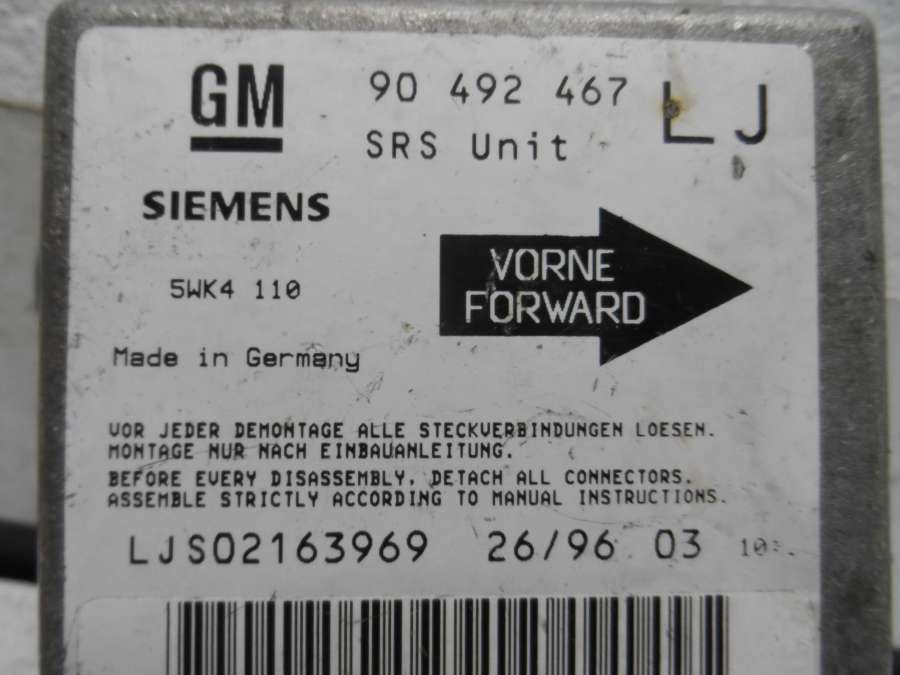 GM
90 492 467
LJ
SRS Unit
SIEMENS
VORNE
FORWARD
5WK4 110
Made in Germany
VOR JEDER DEMONTAGE ALLE STECKVERBINDUNGEN LOESEN.
MONTAGE NUR NACH EINBAUANLEITUNG.
BEFORE EVERY DISASSEMBLY, DETACH ALL CONNECTORS.
ASSEMBLE STRICTLY ACCORDING TO MANUAL INSTRUCTIONS.
LJS02163969 26/96 03